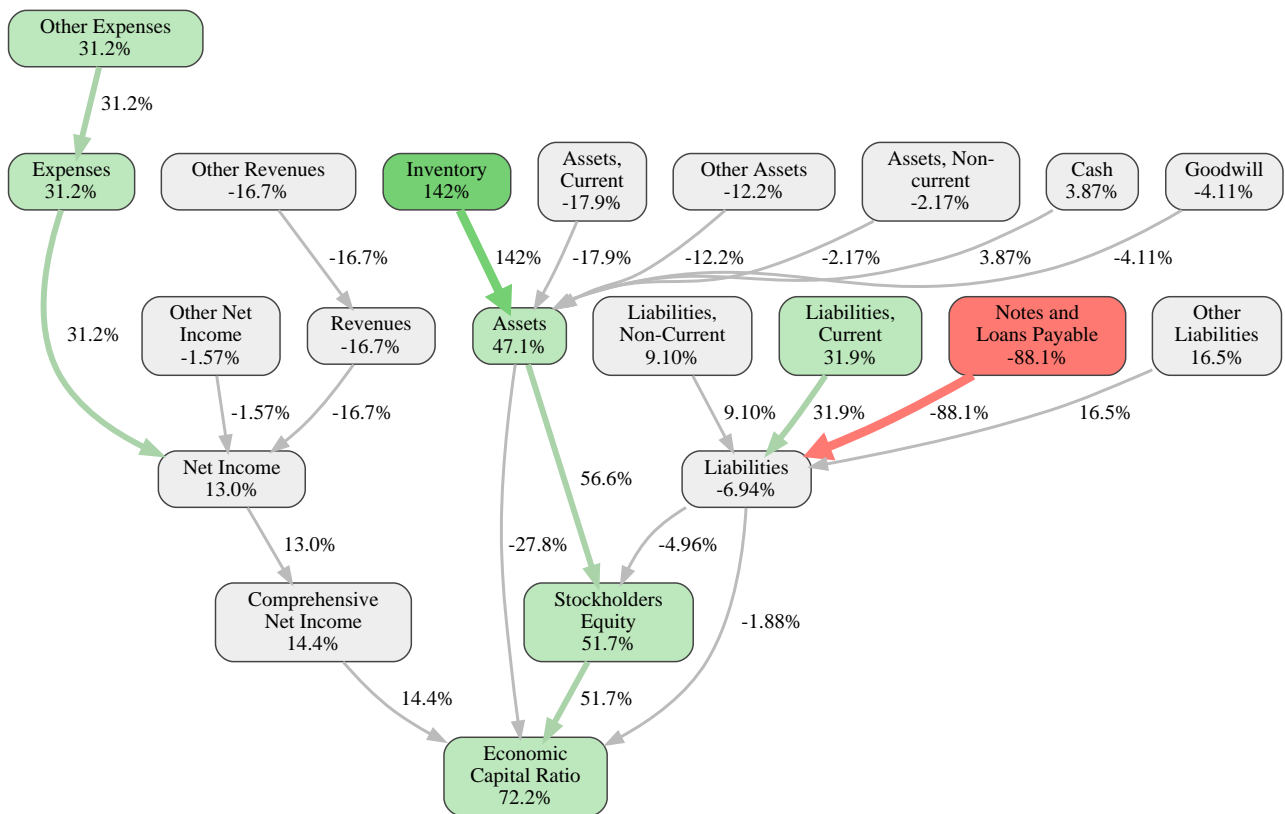 Other Expenses
31.2%
31.2%
Expenses
31.2%
Other Revenues
-16.7%
Inventory
142%
Assets,
Current
-17.9%
Other Assets
-12.2%
Assets, Non-
current
-2.17%
Cash
3.87%
Goodwill
-4.11%
-16.7%
142%
-17.9%
-12.2%
-2.17%
3.87%
-4.11%
31.2%
Other Net
Income
-1.57%
Revenues
-16.7%
Assets
47.1%
Liabilities,
Non-Current
9.10%
Liabilities,
Current
31.9%
Notes and
Loans Payable
-88.1%
Other
Liabilities
16.5%
-1.57%
-16.7%
9.10%
31.9%
-88.1%
16.5%
Net Income
13.0%
56.6%
Liabilities
-6.94%
13.0%
-27.8%
-4.96%
Comprehensive
Net Income
14.4%
Stockholders
Equity
51.7%
-1.88%
14.4%
51.7%
Economic
Capital Ratio
72.2%